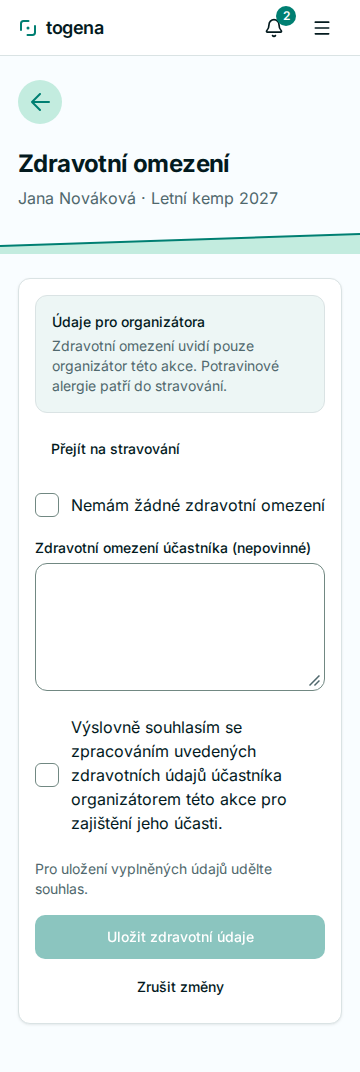 togena
2
Zdravotní omezení
Jana Nováková · Letní kemp 2027
Údaje pro organizátora
Zdravotní omezení uvidí pouze
organizátor této akce. Potravinové
alergie patří do stravování.
Přejít na stravování
Nemám žádné zdravotní omezení
Zdravotní omezení účastníka (nepovinné)
Výslovně souhlasím se
zpracováním uvedených
zdravotních údajů účastníka
organizátorem této akce pro
zajištění jeho účasti.
Pro uložení vyplněných údajů udělte
souhlas.
Uložit zdravotní údaje
Zrušit změny